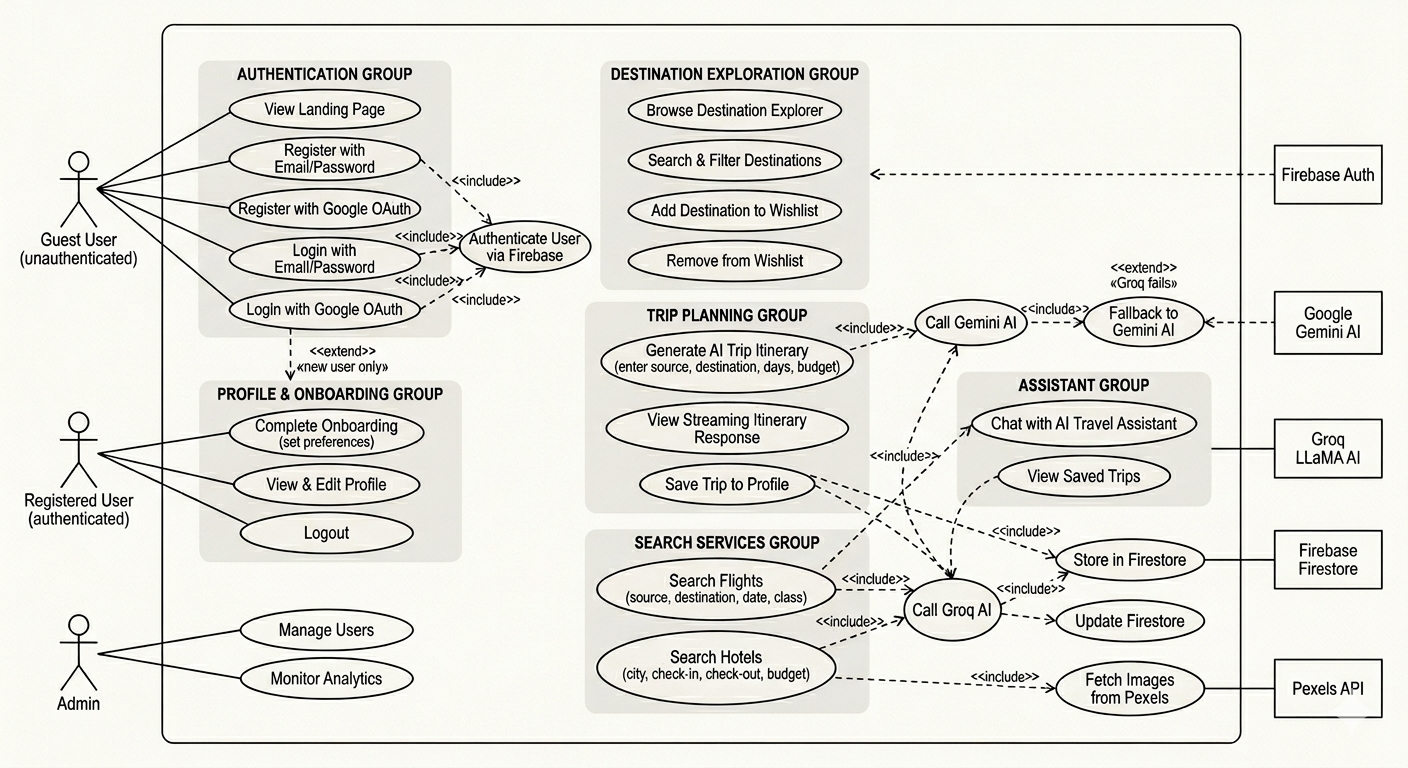 AUTHENTICATION GROUP
View Landing Page
Register with
Email/Password
Register with Google OAuth
Login with
Email/Password
Login with Google OAuth
<<include>>
<<include>>
<<include>>
<<include>>
Authenticate User
via Firebase
Guest User
(unauthenticated)
<<extend>>
«new user only»
PROFILE & ONBOARDING GROUP
Complete Onboarding
(set preferences)
View & Edit Profile
Logout
Registered User
(authenticated)
Manage Users
Monitor Analytics
Admin
DESTINATION EXPLORATION GROUP
Browse Destination Explorer
Search & Filter Destinations
Add Destination to Wishlist
Remove from Wishlist
TRIP PLANNING GROUP
Generate AI Trip Itinerary
(enter source, destination, days, budget)
View Streaming Itinerary
Response
Save Trip to Profile
<<include>>
Call Gemini AI
<<include>>
<<extend>>
«Groq fails»
Fallback to
Gemini AI
ASSISTANT GROUP
Chat with AI Travel Assistant
View Saved Trips
<<include>>
SEARCH SERVICES GROUP
Search Flights
(source, destination, date, class)
Search Hotels
(city, check-in, check-out, budget)
<<include>>
<<include>>
Call Groq AI
<<include>>
<<include>>
<<include>>
Store in Firestore
Update Firestore
Fetch Images
from Pexels
Firebase Auth
Google
Gemini AI
Groq
LLaMA AI
Firebase
Firestore
Pexels API